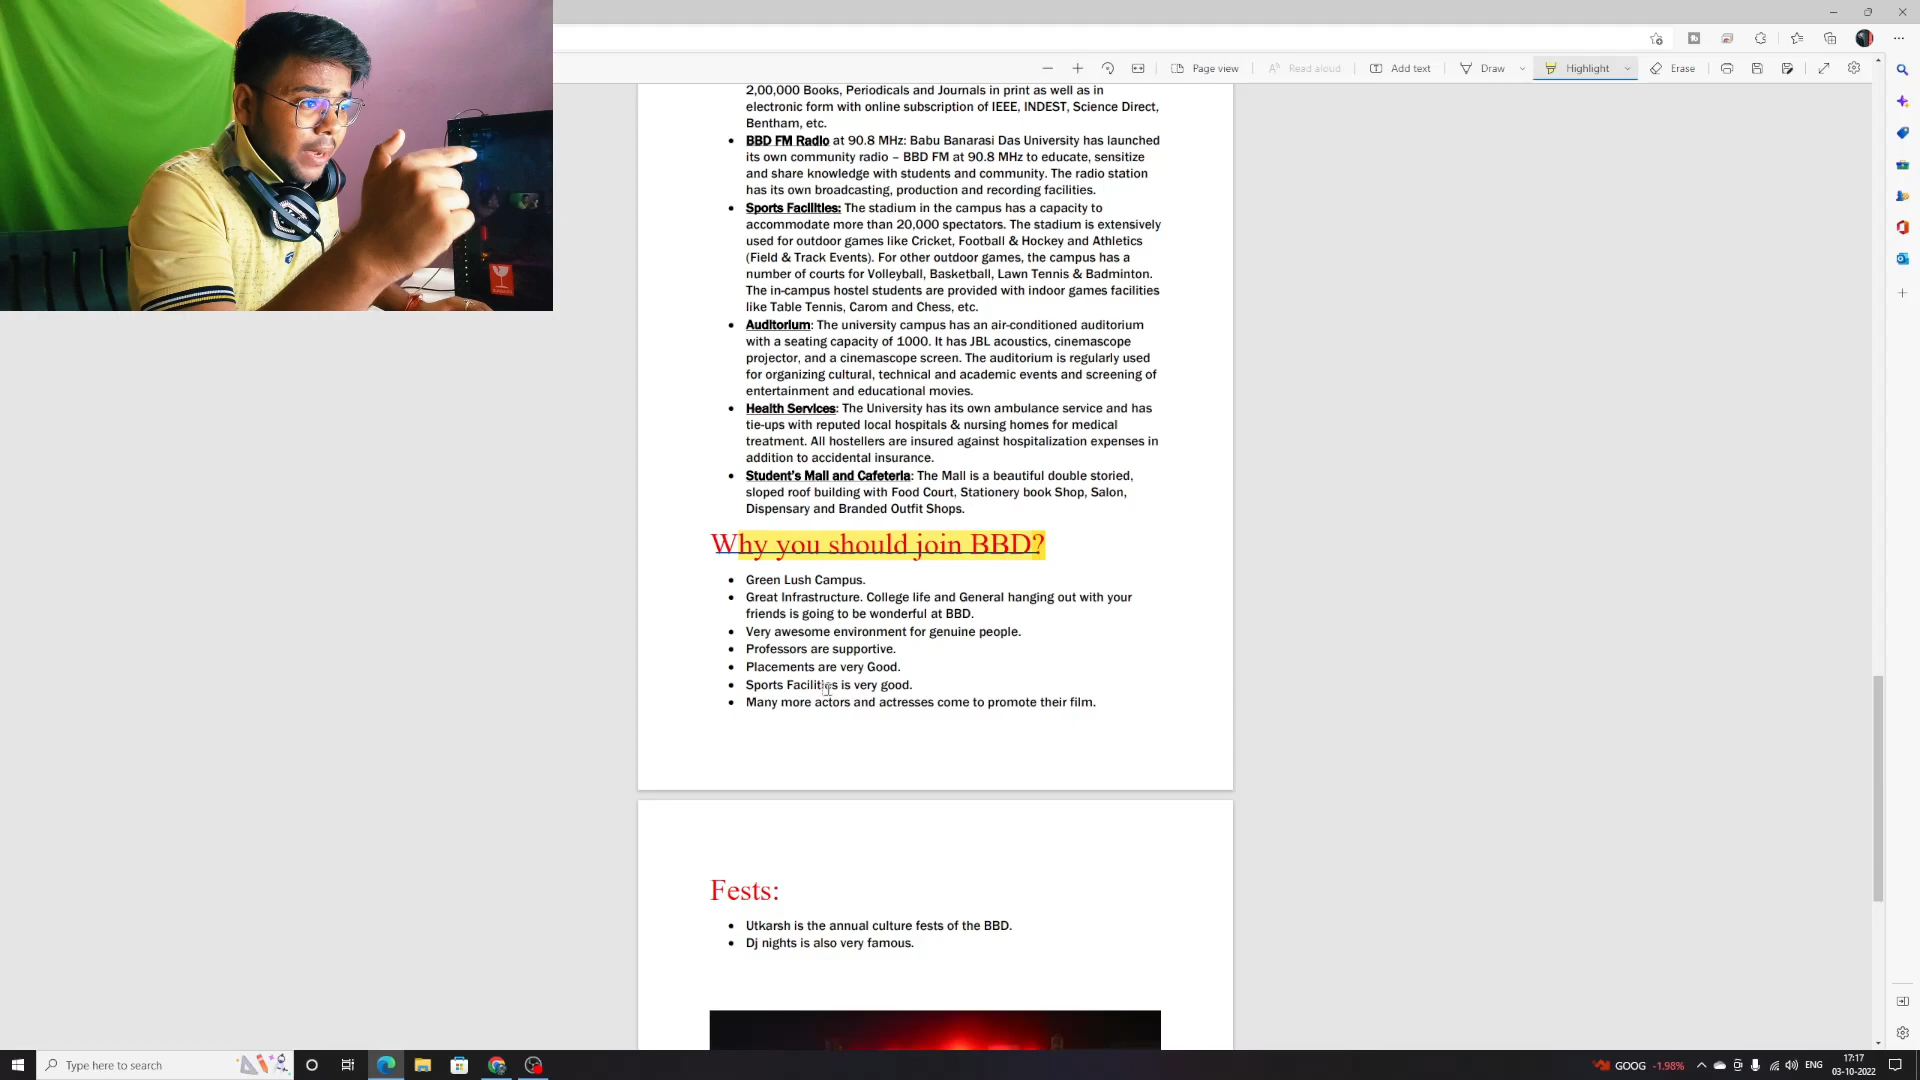 Page view
Read aloud
Add text
Draw
Highlight
Erase
2,00,000 Books, Periodicals and Journals in print as well as in
electronic form with online subscription of IEEE, INDEST, Science Direct,
Bentham, etc.
• BBD FM Radio at 90.8 MHz: Babu Banarasi Das University has launched
its own community radio – BBD FM at 90.8 MHz to educate, sensitize
and share knowledge with students and community. The radio station
has its own broadcasting, production and recording facilities.
• Sports Facilities: The stadium in the campus has a capacity to
accommodate more than 20,000 spectators. The stadium is extensively
used for outdoor games like Cricket, Football & Hockey and Athletics
(Field & Track Events). For other outdoor games, the campus has a
number of courts for Volleyball, Basketball, Lawn Tennis & Badminton.
The in-campus hostel students are provided with indoor games facilities
like Table Tennis, Carom and Chess, etc.
• Auditorium: The university campus has an air-conditioned auditorium
with a seating capacity of 1000. It has JBL acoustics, cinemascope
projector, and a cinemascope screen. The auditorium is regularly used
for organizing cultural, technical and academic events and screening of
entertainment and educational movies.
• Health Services: The University has its own ambulance service and has
tie-ups with reputed local hospitals & nursing homes for medical
treatment. All hostellers are insured against hospitalization expenses in
addition to accidental insurance.
• Student's Mall and Cafeteria: The Mall is a beautiful double storied,
sloped roof building with Food Court, Stationery book Shop, Salon,
Dispensary and Branded Outfit Shops.
Why you should join BBD?
• Green Lush Campus.
• Great Infrastructure. College life and General hanging out with your
friends is going to be wonderful at BBD.
• Very awesome environment for genuine people.
• Professors are supportive.
• Placements are very Good.
• Sports Facilities is very good.
• Many more actors and actresses come to promote their film.
Fests:
• Utkarsh is the annual culture fests of the BBD.
• Dj nights is also very famous.
Type here to search
GOOG -1.98%
ENG
17:17
03-10-2022